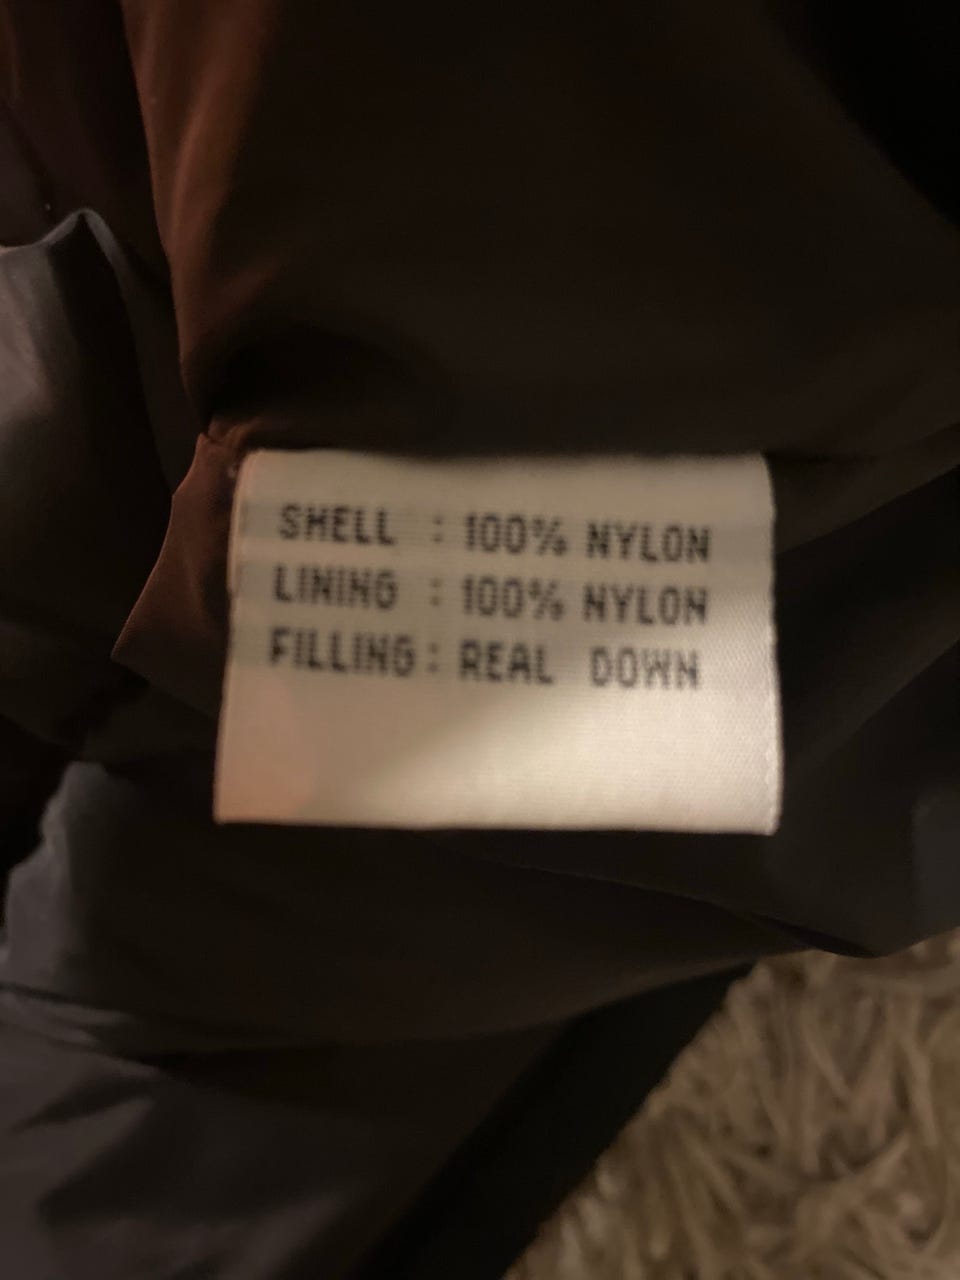 SHELL : 100% NYLON
LINING : 100% NYLON
FILLING : REAL DOWN